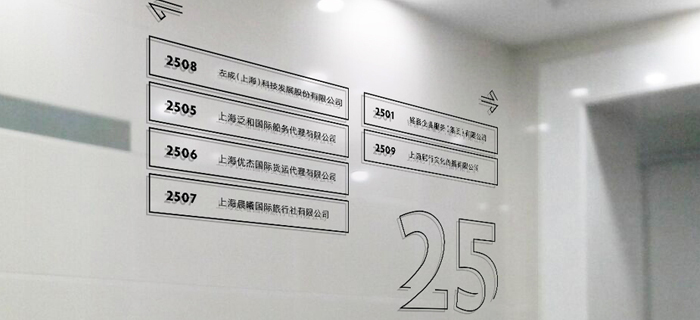 2508 左成(上海)科技发展股份有限公司
2505 上海泛和国际船务代理有限公司
2506 上海优杰国际货运代理有限公司
2507 上海晨曦国际旅行社有限公司
2501
2509
25